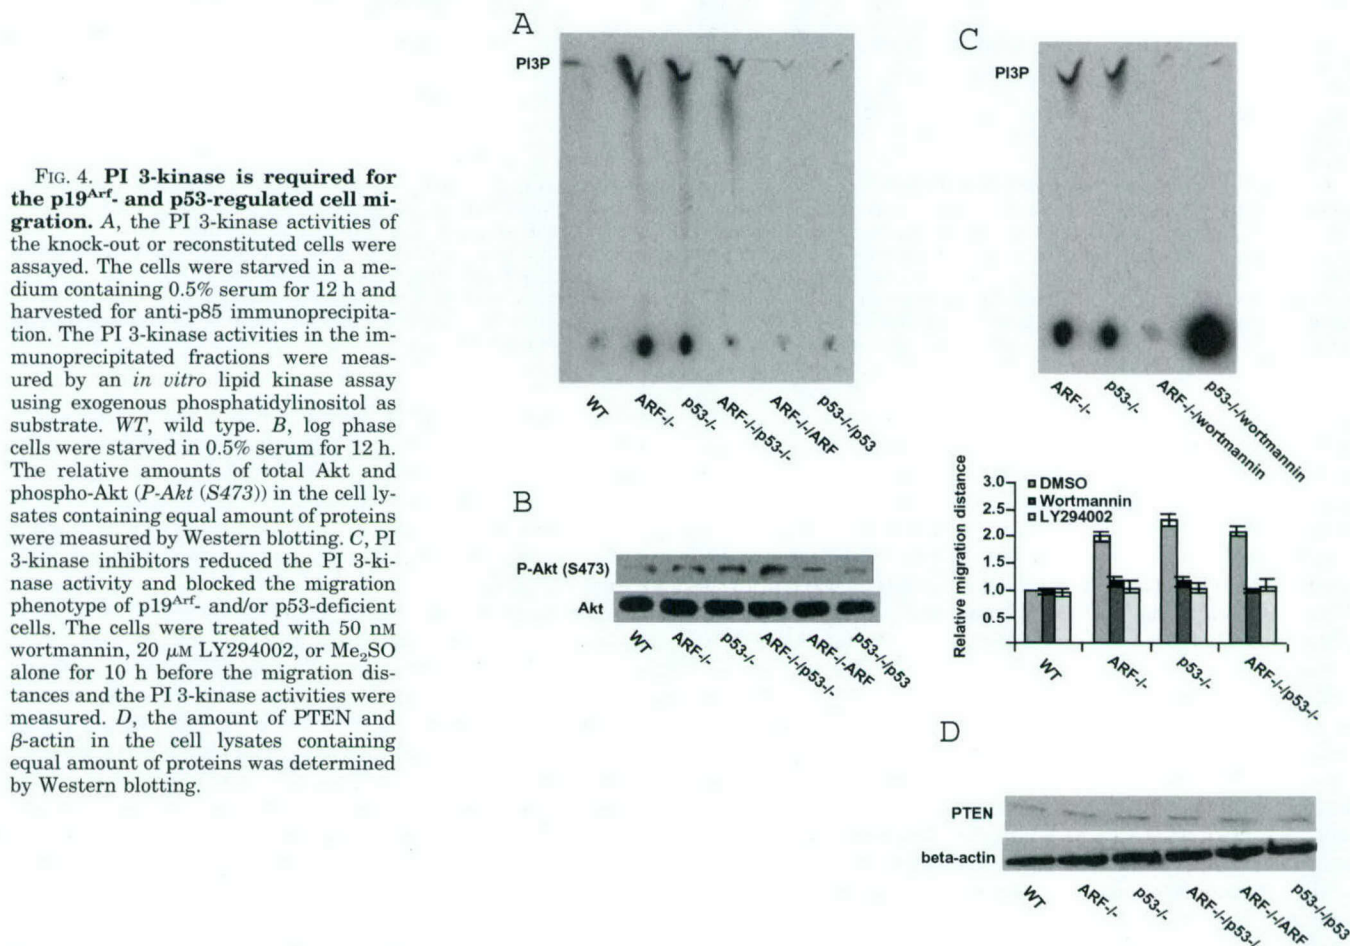 FIG. 4. PI 3-kinase is required for
the p19Arf- and p53-regulated cell mi-
gration. A, the PI 3-kinase activities of
the knock-out or reconstituted cells were
assayed. The cells were starved in a me-
dium containing 0.5% serum for 12 h and
harvested for anti-p85 immunoprecipita-
tion. The PI 3-kinase activities in the im-
munoprecipitated fractions were meas-
ured by an in vitro lipid kinase assay
using exogenous phosphatidylinositol as
substrate. WT, wild type. B, log phase
cells were starved in 0.5% serum for 12 h.
The relative amounts of total Akt and
phospho-Akt (P-Akt (S473)) in the cell ly-
sates containing equal amount of proteins
were measured by Western blotting. C, PI
3-kinase inhibitors reduced the PI 3-ki-
nase activity and blocked the migration
phenotype of p19Arf- and/or p53-deficient
cells. The cells were treated with 50 nM
wortmannin, 20 μM LY294002, or Me2SO
alone for 10 h before the migration dis-
tances and the PI 3-kinase activities were
measured. D, the amount of PTEN and
β-actin in the cell lysates containing
equal amount of proteins was determined
by Western blotting.
A
PI3P
WT
ARF-/-
p53-/-
ARF-/-/p53-/-
ARF-/-/ARF
p53-/-/p53
B
P-Akt (S473)
Akt
WT
ARF-/-
p53-/-
ARF-/-/p53-/-
ARF-/-/ARF
p53-/-/p53
C
PI3P
ARF-/-
p53-/-
ARF-/-/wortmannin
p53-/-/wortmannin
Relative migration distance
3.0
2.5
2.0
1.5
1.0
0.5
DMSO
Wortmannin
LY294002
WT
ARF-/-
p53-/-
ARF-/-/p53-/-
D
PTEN
beta-actin
WT
ARF-/-
p53-/-
ARF-/-/p53-/-
ARF-/-/ARF
p53-/-/p53